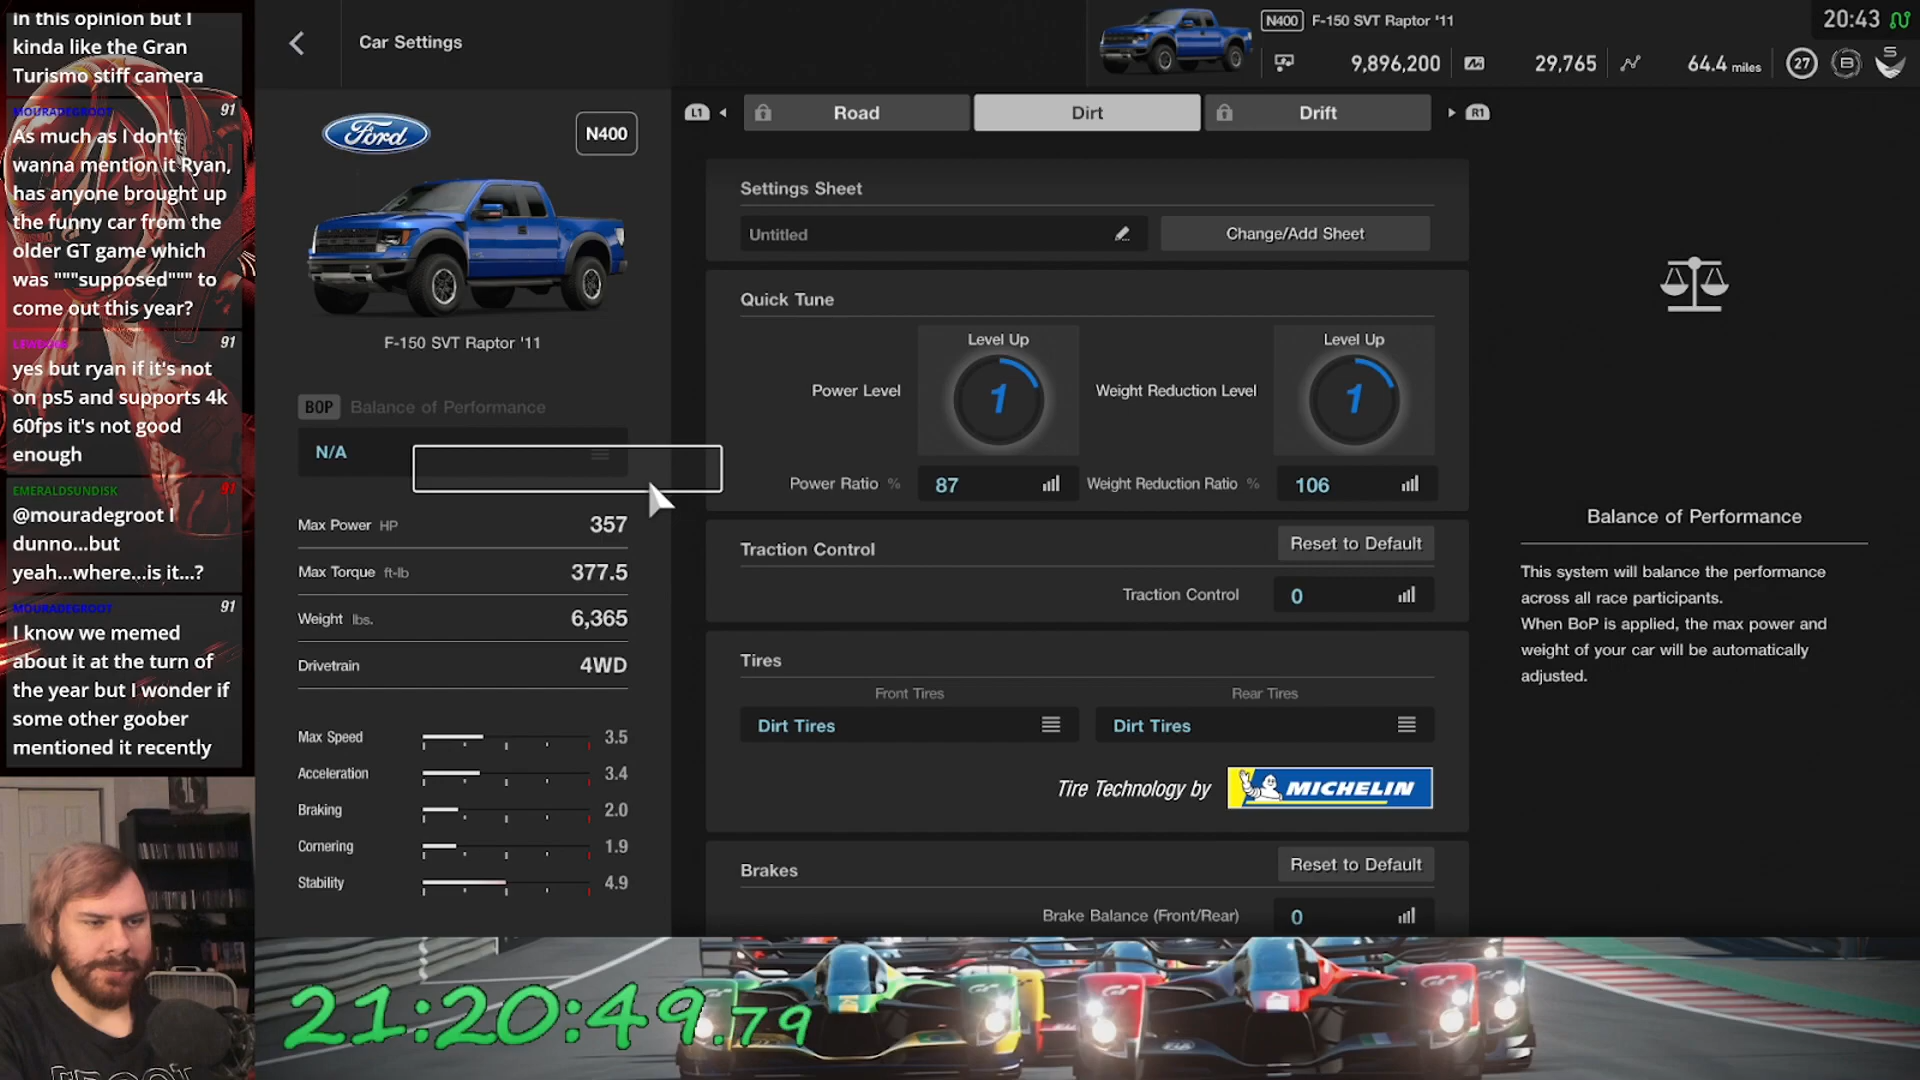 in this opinion but I
kinda like the Gran
Turismo stiff camera
MOURADEGROOT 91
As much as I don't
wanna mention it Ryan,
has anyone brought up
the funny car from the
older GT game which
was """supposed""" to
come out this year?
91
yes but ryan if it's not
on ps5 and supports 4k
60fps it's not good
enough
EMERALDSUNDISK 91
@mouradegroot I
dunno...but
yeah...where...is it...?
MOURADEGROOT 91
I know we memed
about it at the turn of
the year but I wonder if
some other goober
mentioned it recently
Car Settings
N400 F-150 SVT Raptor '11
9,896,200 29,765 64.4 miles 27 B S
20:43
Ford N400
F-150 SVT Raptor '11
BOP Balance of Performance
N/A
Max Power HP 357
Max Torque ft-lb 377.5
Weight lbs. 6,365
Drivetrain 4WD
Max Speed 3.5
Acceleration 3.4
Braking 2.0
Cornering 1.9
Stability 4.9
L1 Road Dirt Drift R1
Settings Sheet
Untitled Change/Add Sheet
Quick Tune
Level Up Level Up
Power Level 1 Weight Reduction Level 1
Power Ratio % 87 Weight Reduction Ratio % 106
Traction Control Reset to Default
Traction Control 0
Tires
Front Tires Rear Tires
Dirt Tires Dirt Tires
Tire Technology by MICHELIN
Brakes Reset to Default
Brake Balance (Front/Rear) 0
Balance of Performance
This system will balance the performance
across all race participants.
When BoP is applied, the max power and
weight of your car will be automatically
adjusted.
21:20:49.79